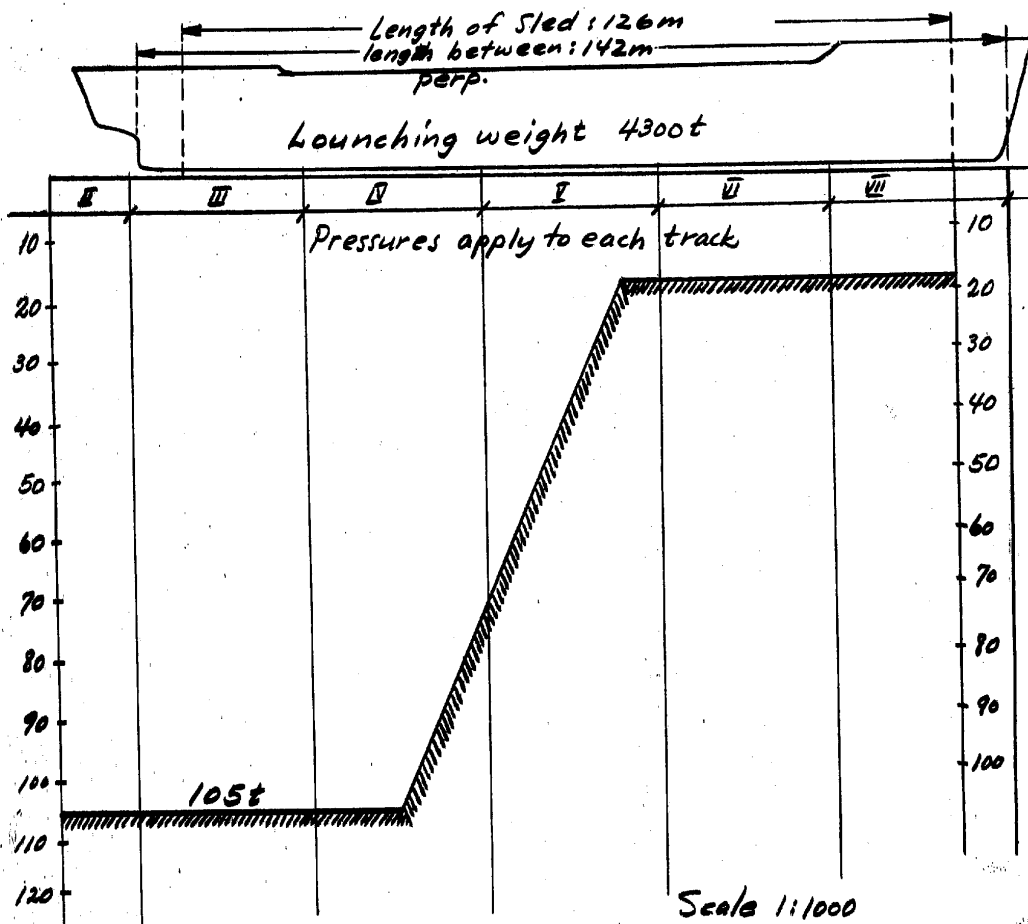 Length of Sled : 126m
length between : 142m
perp.
Lounching weight 4300t
II III IV V VI VII
Pressures apply to each track
10
20
30
40
50
60
70
80
90
100
110
120
10
20
30
40
50
60
70
80
90
100
105t
Scale 1:1000